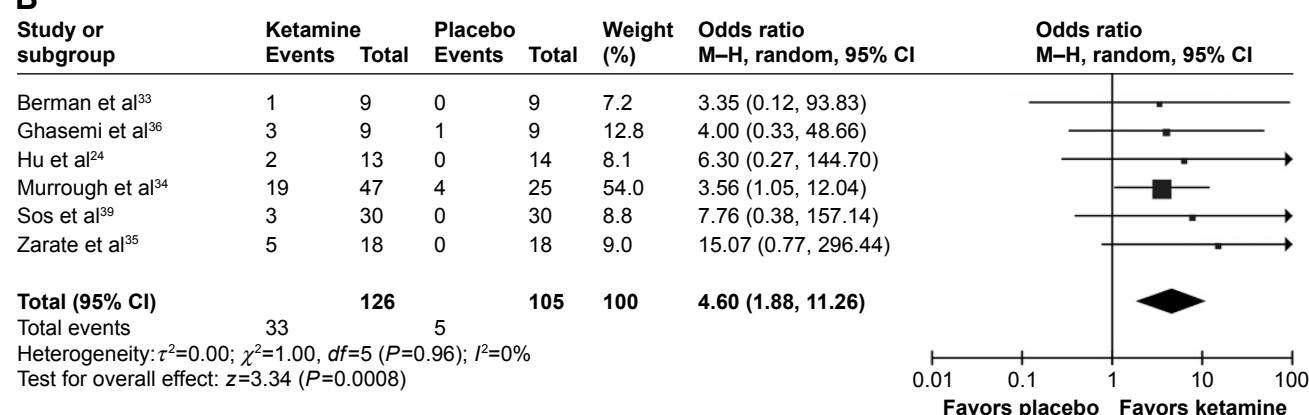 B
Study or Ketamine Placebo Weight Odds ratio Odds ratio
subgroup Events Total Events Total (%) M–H, random, 95% CI M–H, random, 95% CI
Berman et al33 1 9 0 9 7.2 3.35 (0.12, 93.83)
Ghasemi et al36 3 9 1 9 12.8 4.00 (0.33, 48.66)
Hu et al24 2 13 0 14 8.1 6.30 (0.27, 144.70)
Murrough et al34 19 47 4 25 54.0 3.56 (1.05, 12.04)
Sos et al39 3 30 0 30 8.8 7.76 (0.38, 157.14)
Zarate et al35 5 18 0 18 9.0 15.07 (0.77, 296.44)
Total (95% CI) 126 105 100 4.60 (1.88, 11.26)
Total events 33 5
Heterogeneity: τ2=0.00; χ2=1.00, df=5 (P=0.96); I2=0%
Test for overall effect: z=3.34 (P=0.0008)
0.01 0.1 1 10 100
Favors placebo Favors ketamine